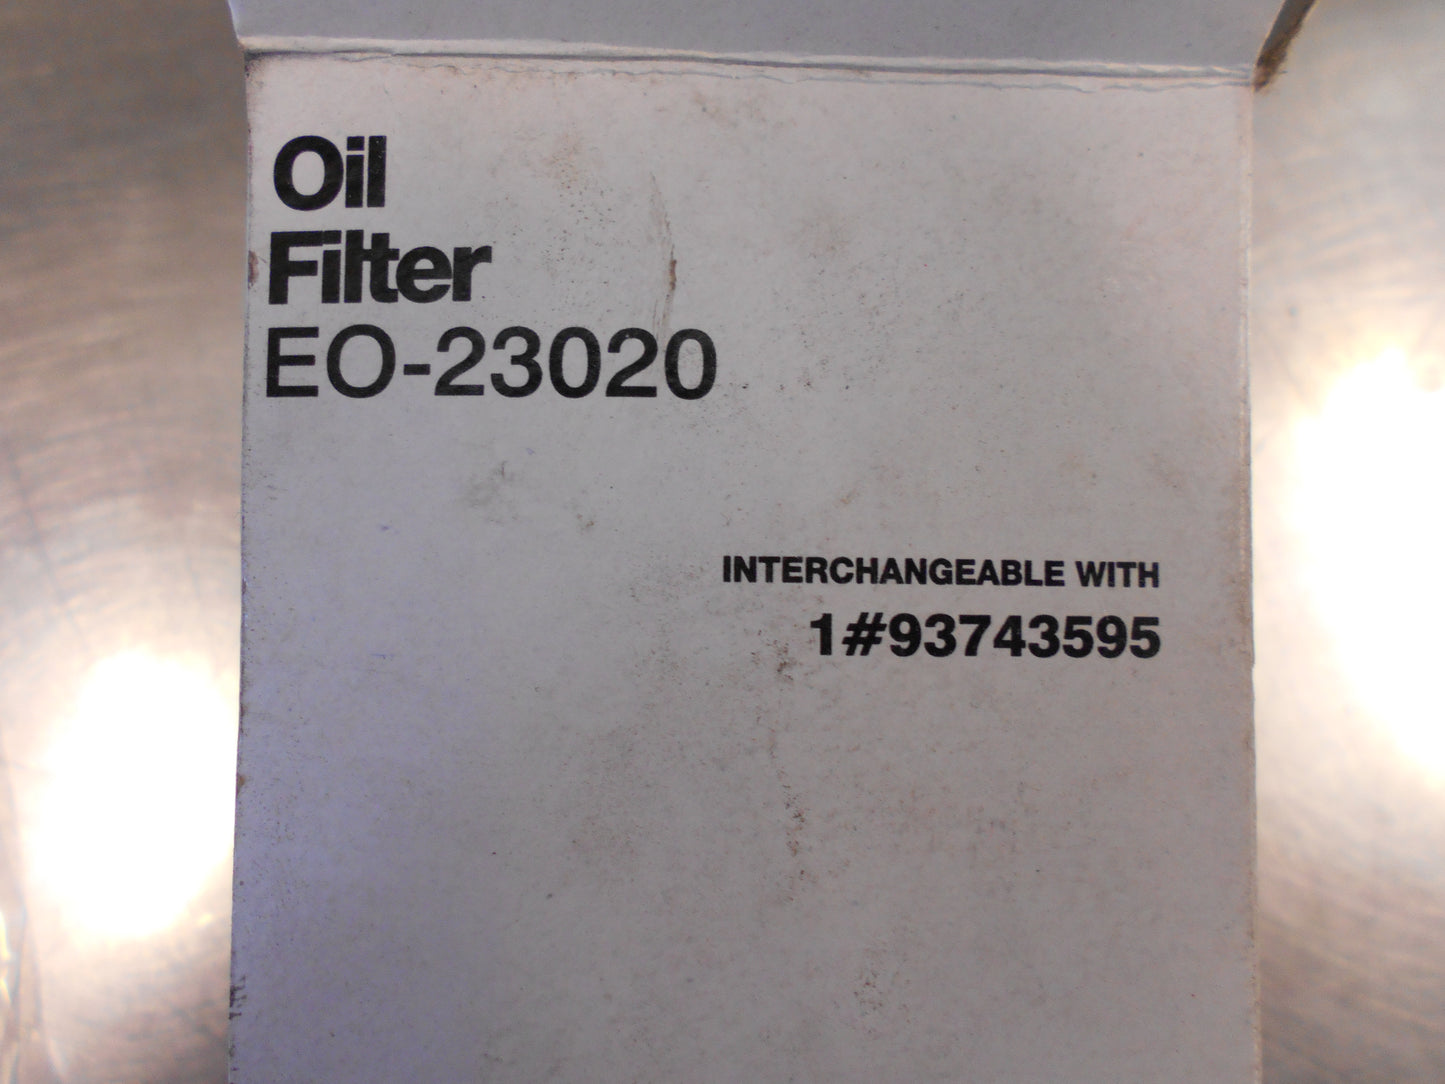 Oil
Filter
EO-23020
INTERCHANGEABLE WITH
1#93743595